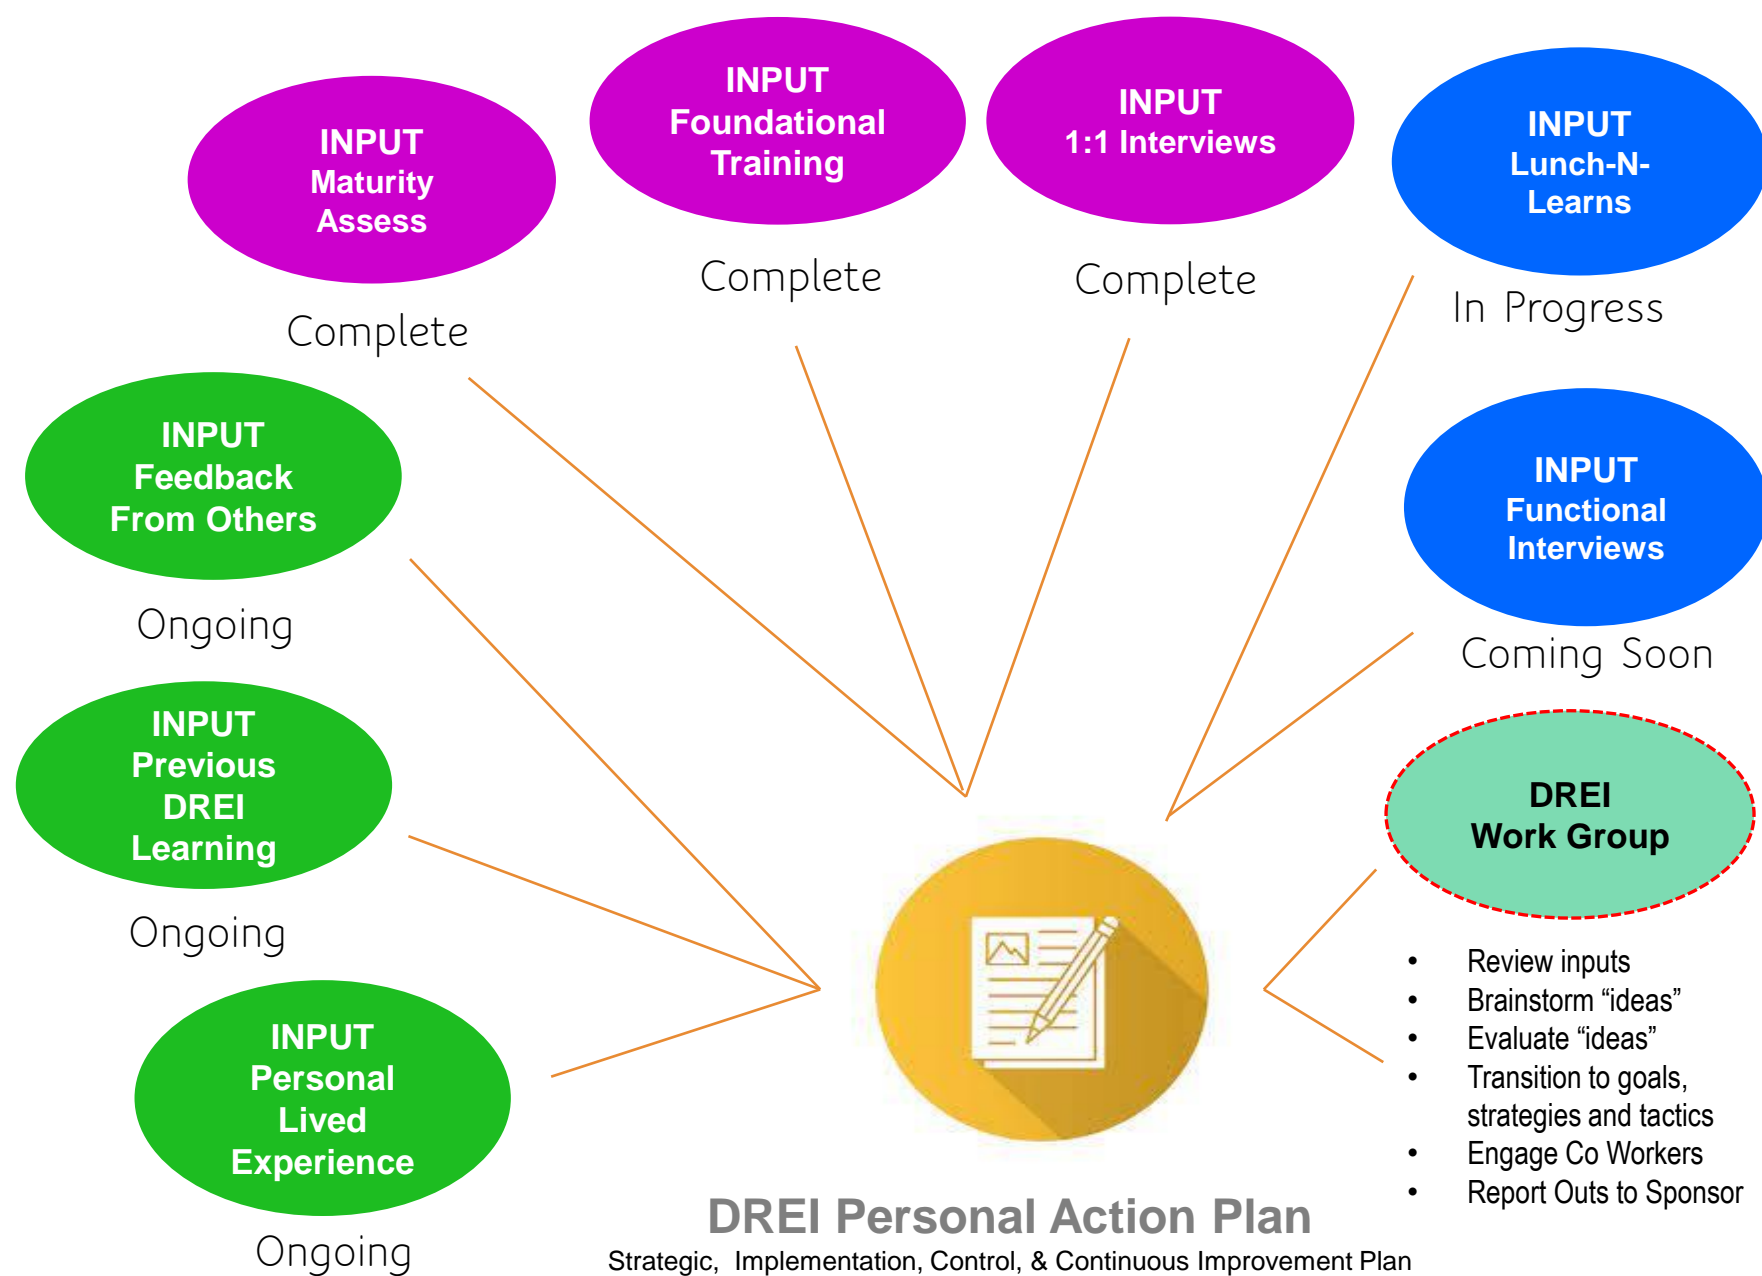 INPUT
Maturity
Assess
Complete
INPUT
Foundational
Training
Complete
INPUT
1:1 Interviews
Complete
INPUT
Lunch-N-
Learns
In Progress
INPUT
Feedback
From Others
Ongoing
INPUT
Functional
Interviews
Coming Soon
INPUT
Previous
DREI
Learning
Ongoing
DREI
Work Group
• Review inputs
• Brainstorm “ideas”
• Evaluate “ideas”
• Transition to goals,
strategies and tactics
• Engage Co Workers
• Report Outs to Sponsor
INPUT
Personal
Lived
Experience
Ongoing
DREI Personal Action Plan
Strategic, Implementation, Control, & Continuous Improvement Plan